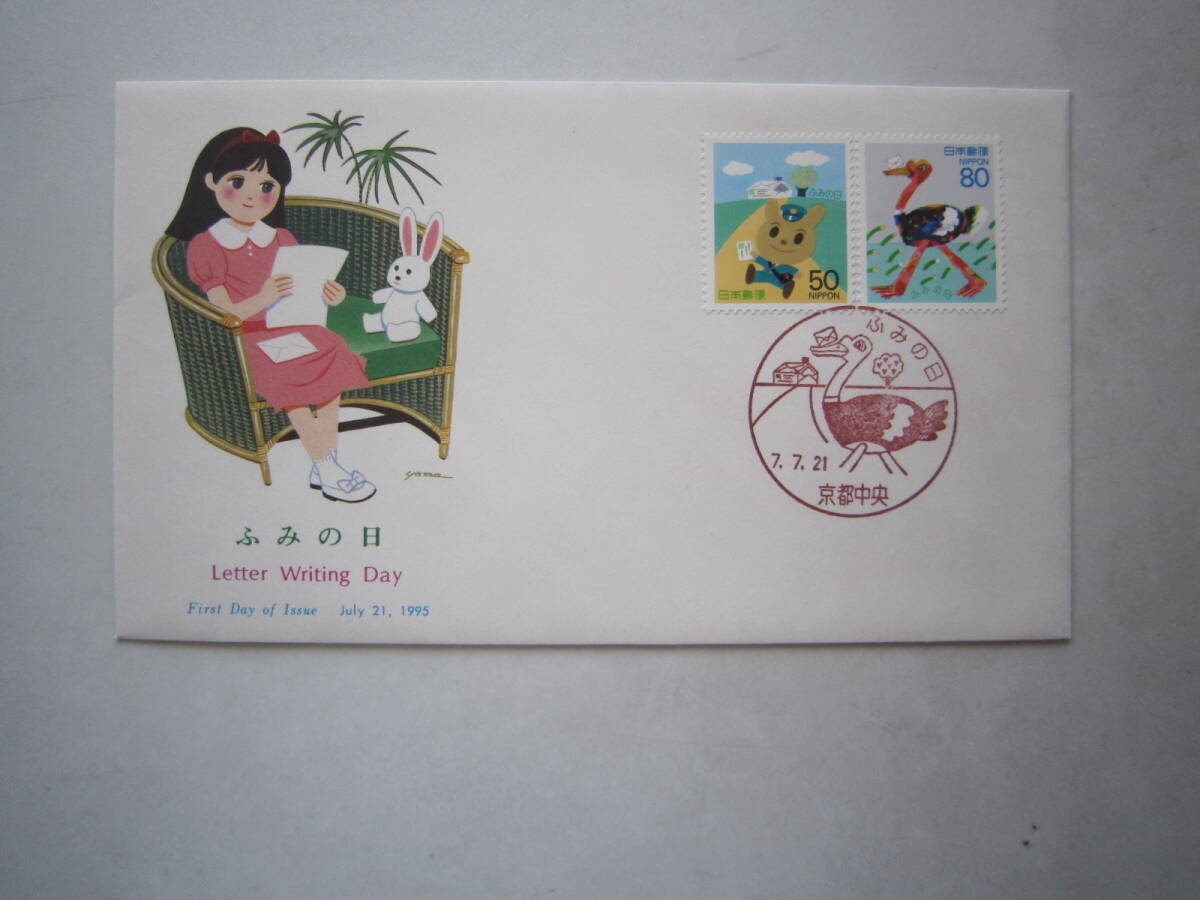 ふみの日
50
日本郵便 NIPPON
日本郵便
NIPPON
80
ふみの日
ふみの日
7.7.21
京都中央
yama
ふみの日
Letter Writing Day
First Day of Issue July 21, 1995